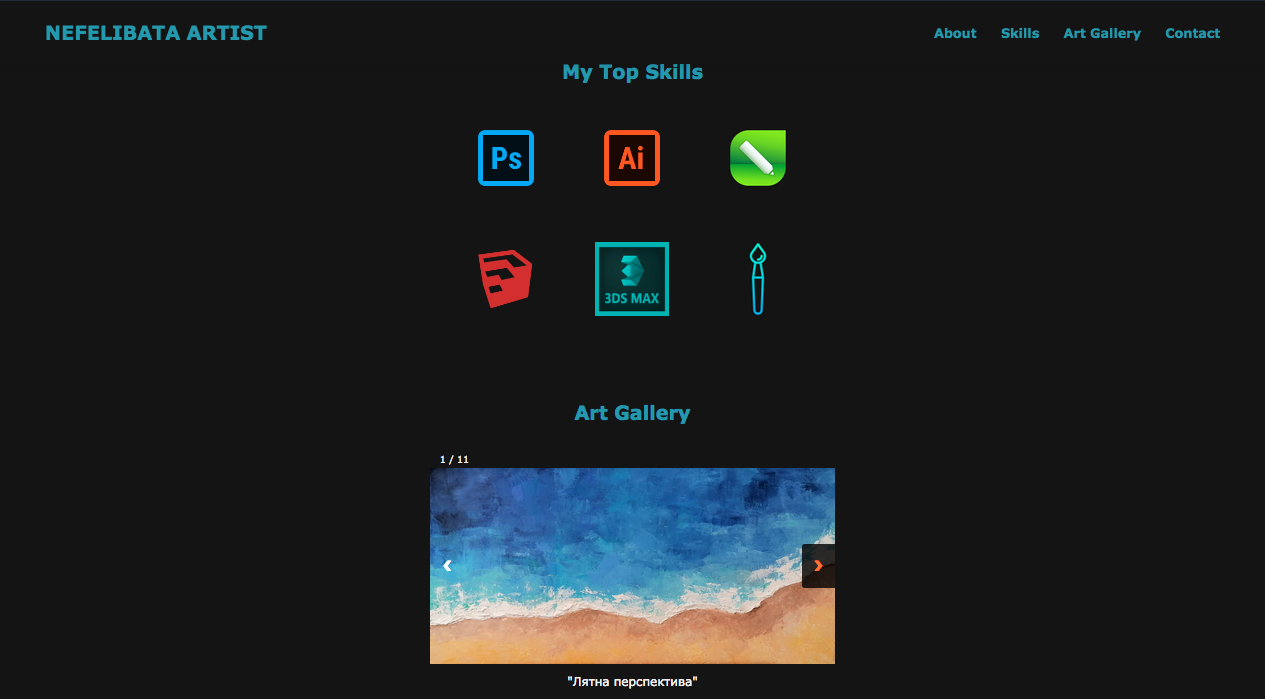 NEFELIBATA ARTIST
About Skills Art Gallery Contact
My Top Skills
Ps
Ai
3DS MAX
Art Gallery
1 / 11
"Лятна перспектива"